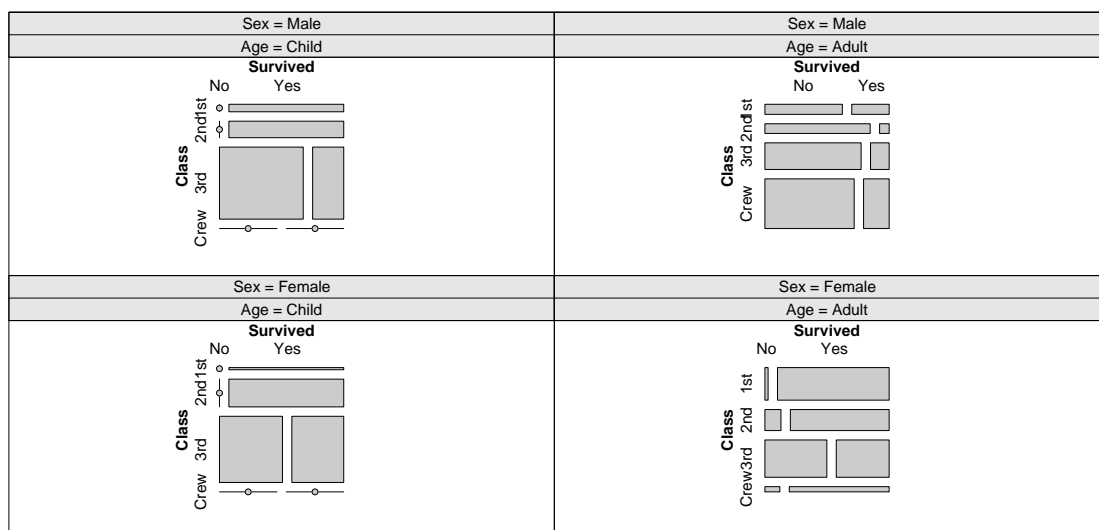 Sex = Male
Age = Child
Survived
No Yes
Class
1st
2nd
3rd
Crew
Sex = Male
Age = Adult
Survived
No Yes
Class
1st
2nd
3rd
Crew
Sex = Female
Age = Child
Survived
No Yes
Class
1st
2nd
3rd
Crew
Sex = Female
Age = Adult
Survived
No Yes
Class
1st
2nd
3rd
Crew